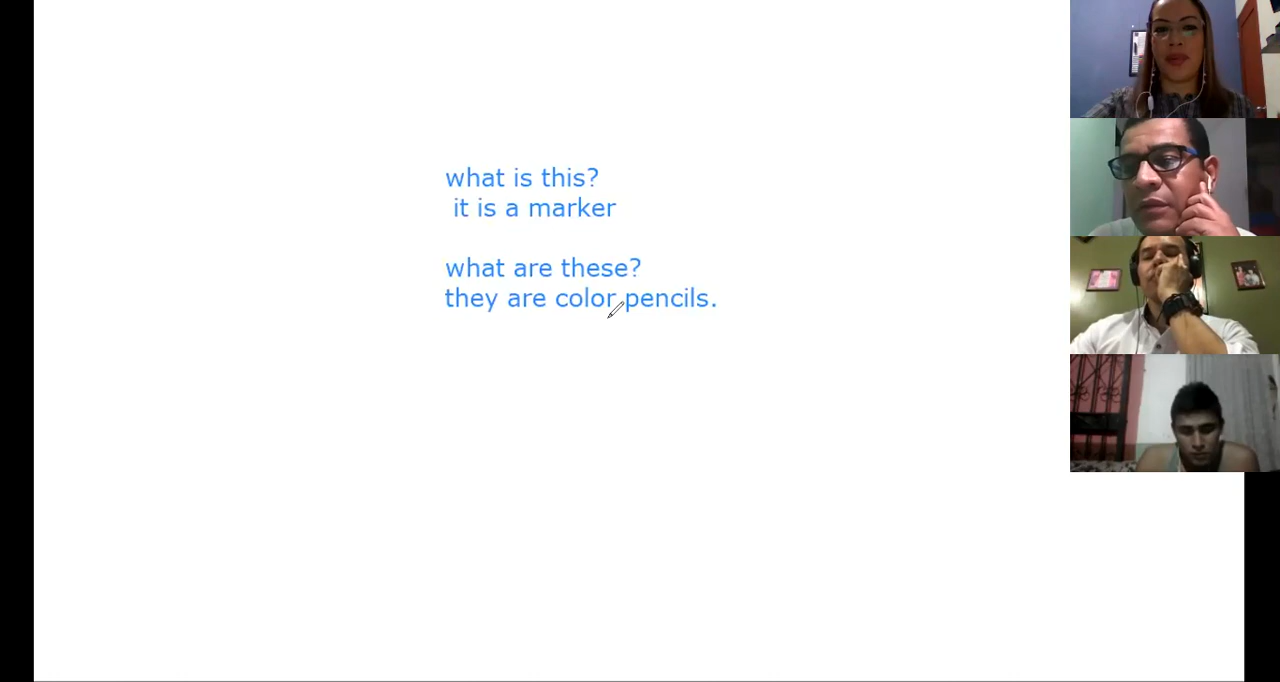 what is this?
it is a marker
what are these?
they are color pencils.